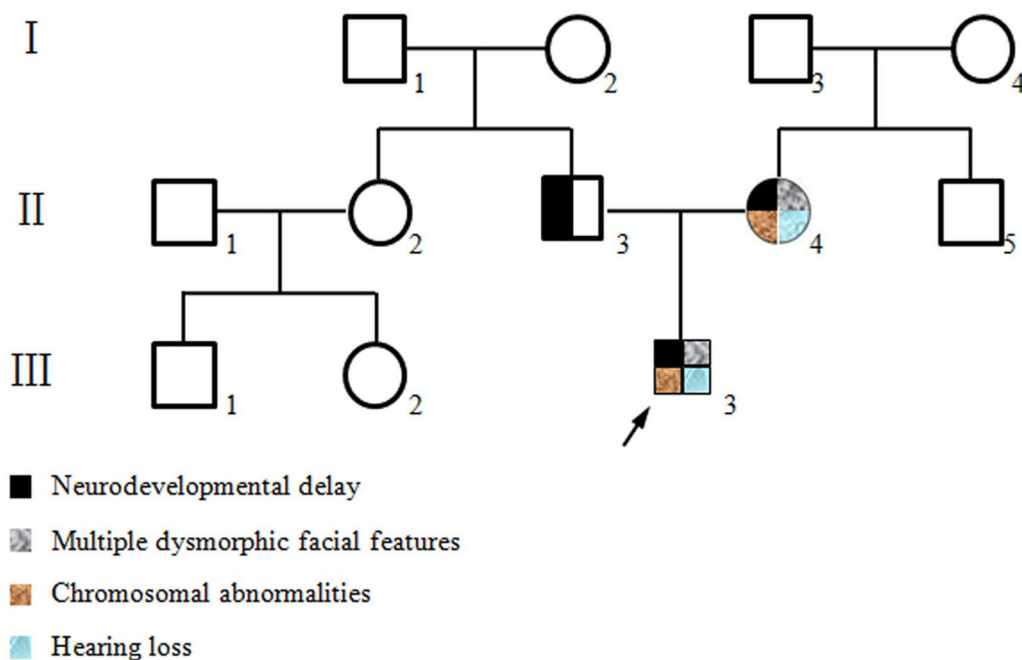 I
1 2 3 4
II
1 2 3 4 5
III
1 2 3
Neurodevelopmental delay
Multiple dysmorphic facial features
Chromosomal abnormalities
Hearing loss